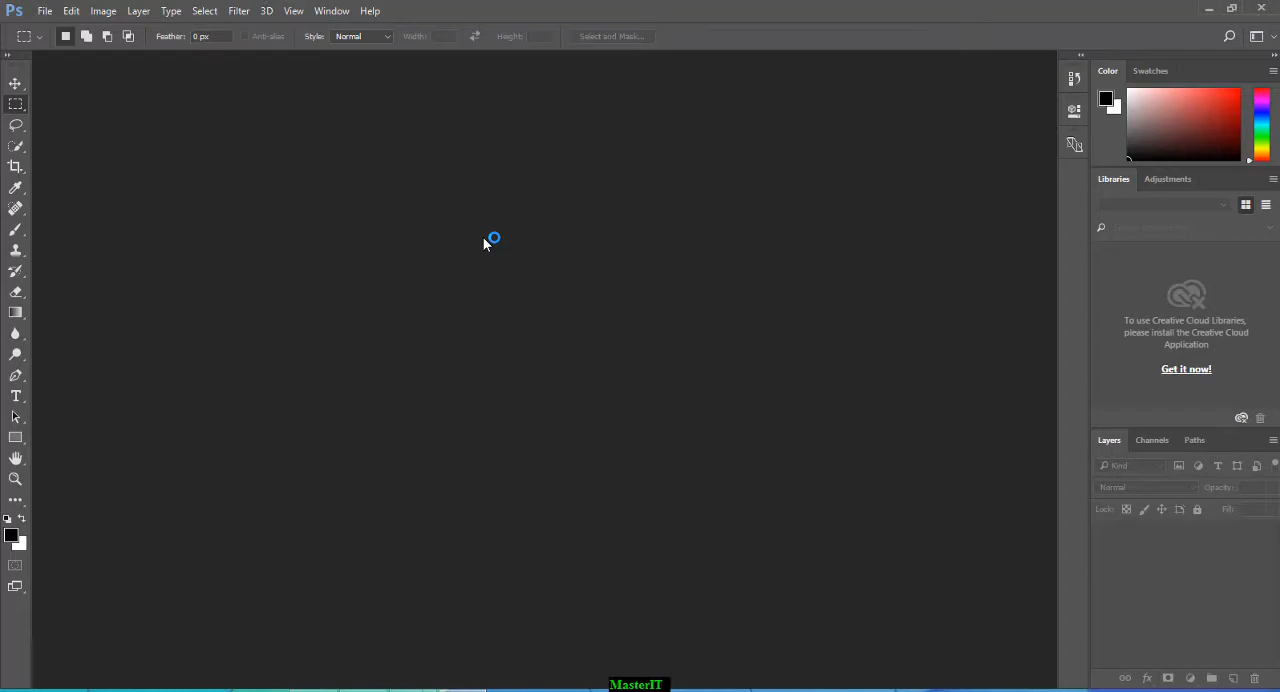 Ps File Edit Image Layer Type Select Filter 3D View Window Help
Feather: 0 px Anti-alias Style: Normal Width: Height: Select and Mask...
Color Swatches
Libraries Adjustments
To use Creative Cloud Libraries,
please install the Creative Cloud
Application
Get it now!
Layers Channels Paths
Kind
Normal Opacity:
Lock: Fill:
T
MasterIT